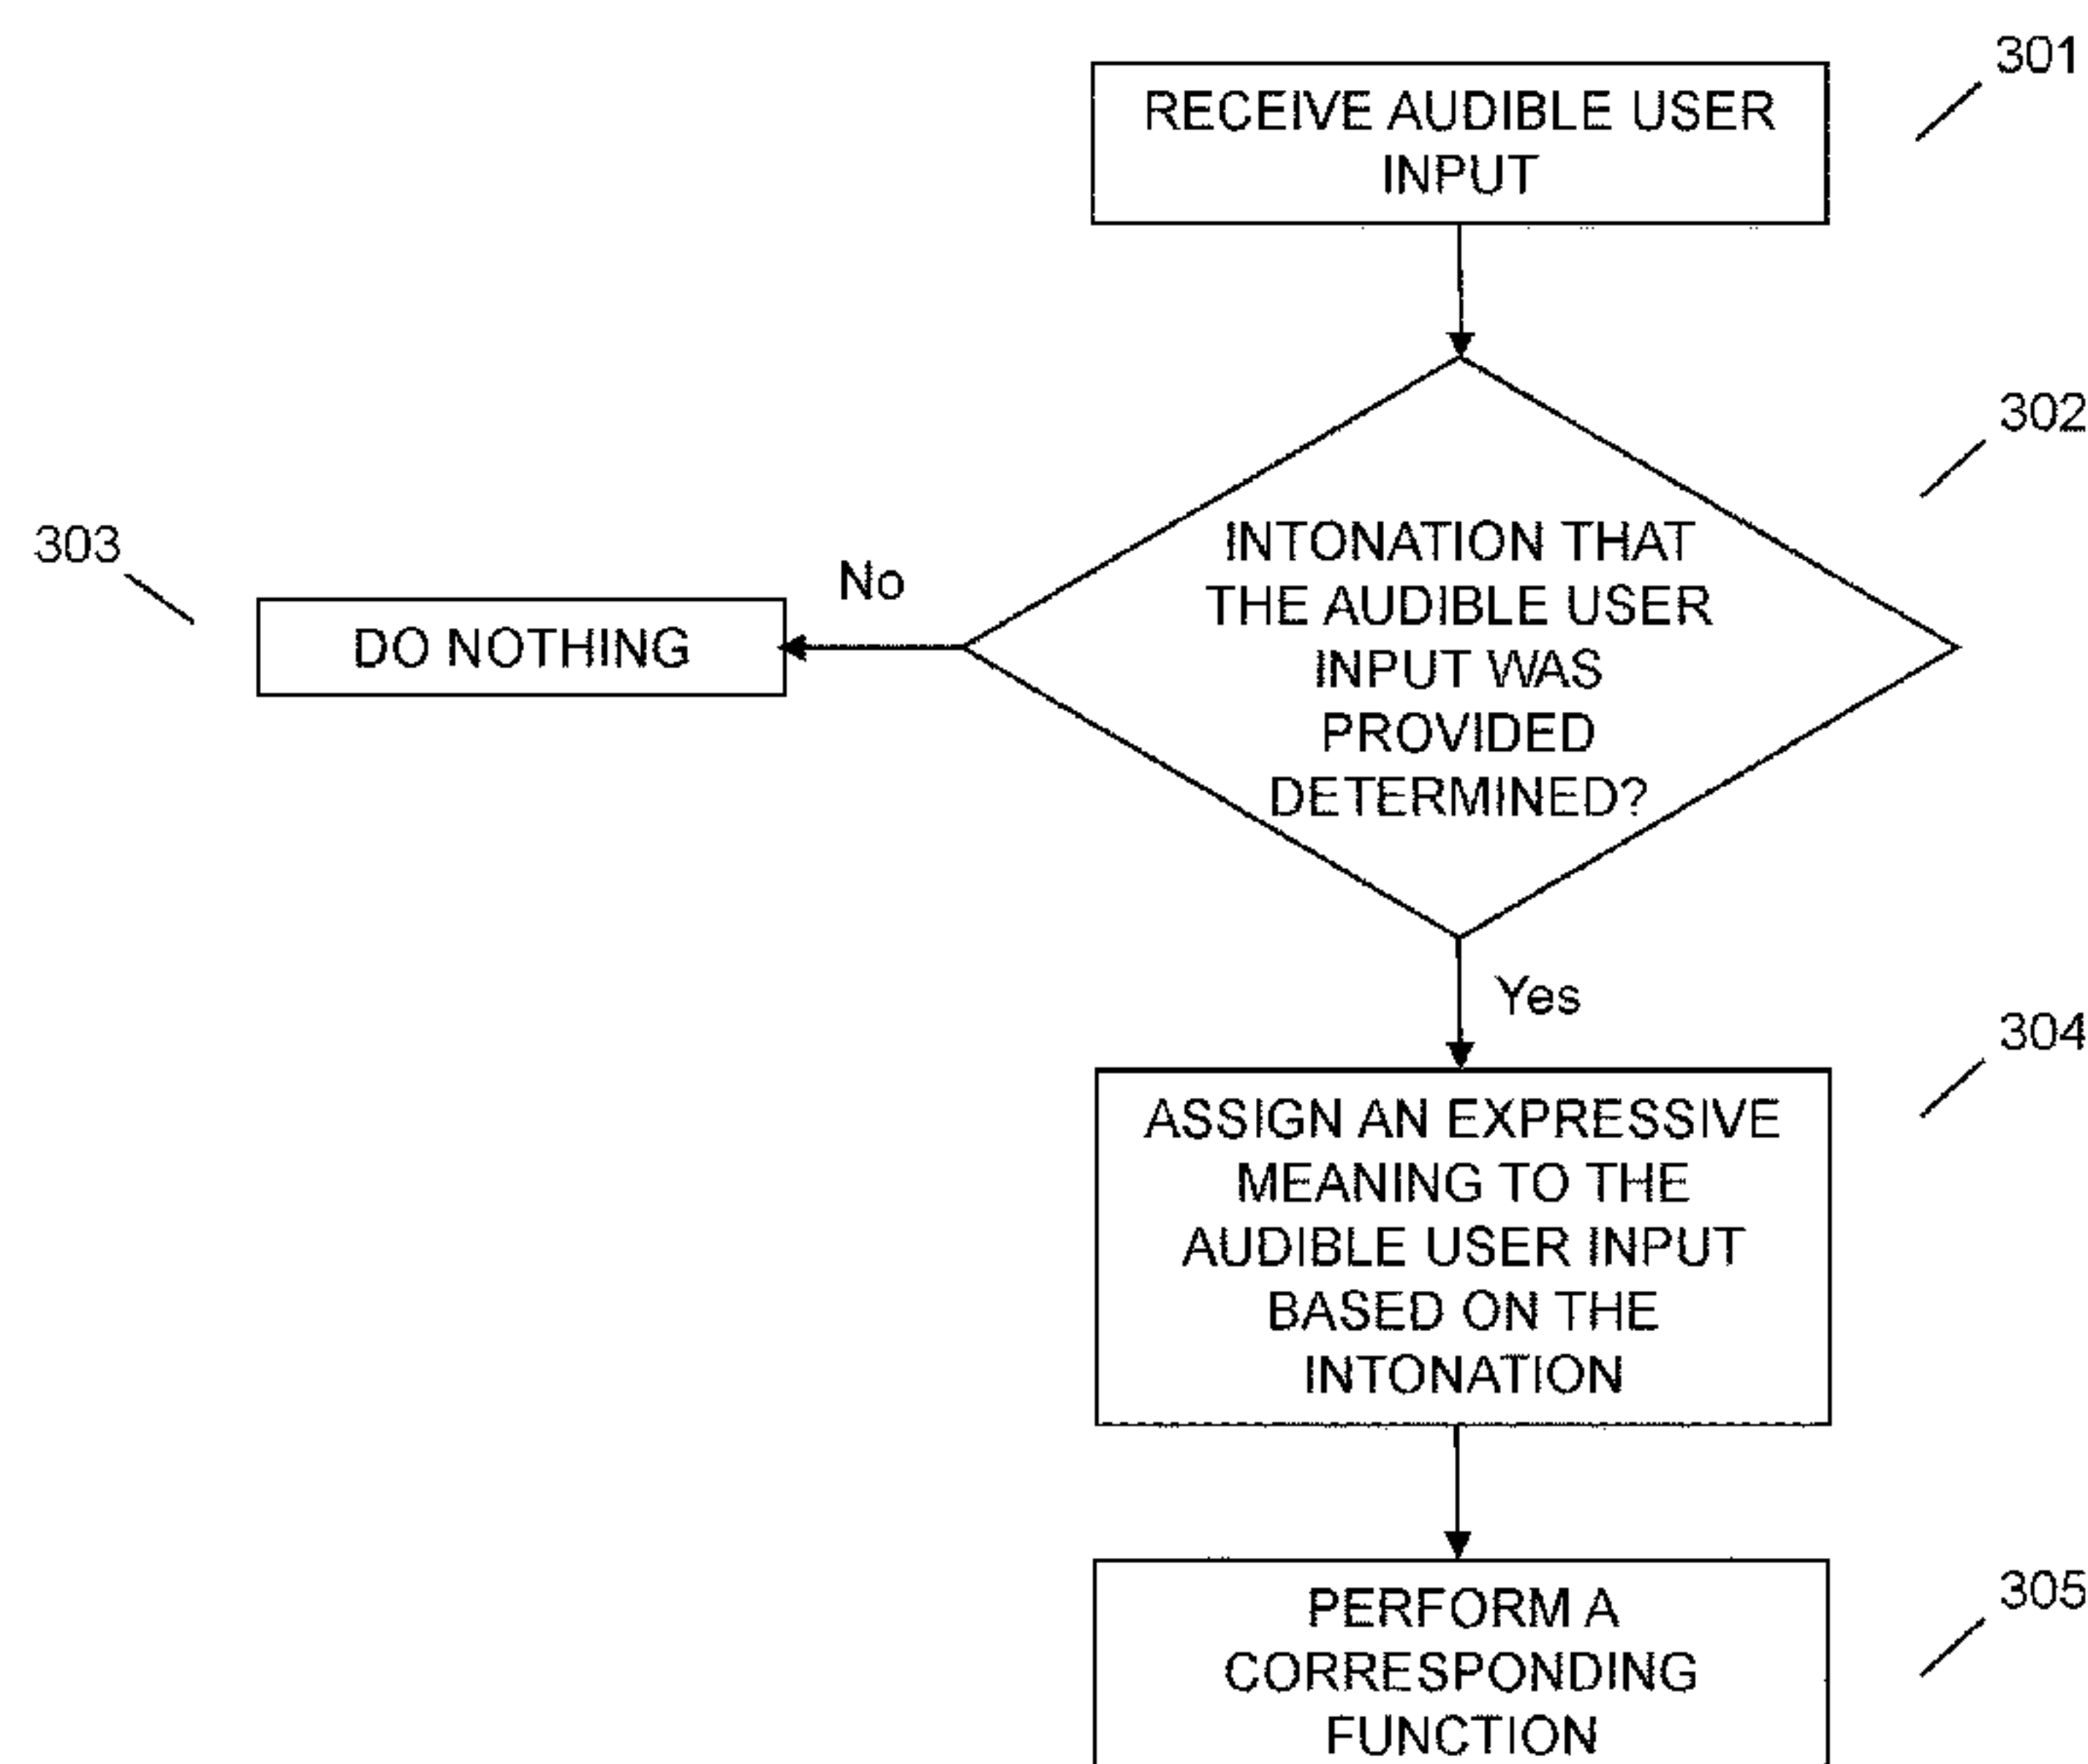 301
RECEIVE AUDIBLE USER
INPUT
302
INTONATION THAT
THE AUDIBLE USER
INPUT WAS
PROVIDED
DETERMINED?
303
No
DO NOTHING
Yes
304
ASSIGN AN EXPRESSIVE
MEANING TO THE
AUDIBLE USER INPUT
BASED ON THE
INTONATION
305
PERFORM A
CORRESPONDING
FUNCTION